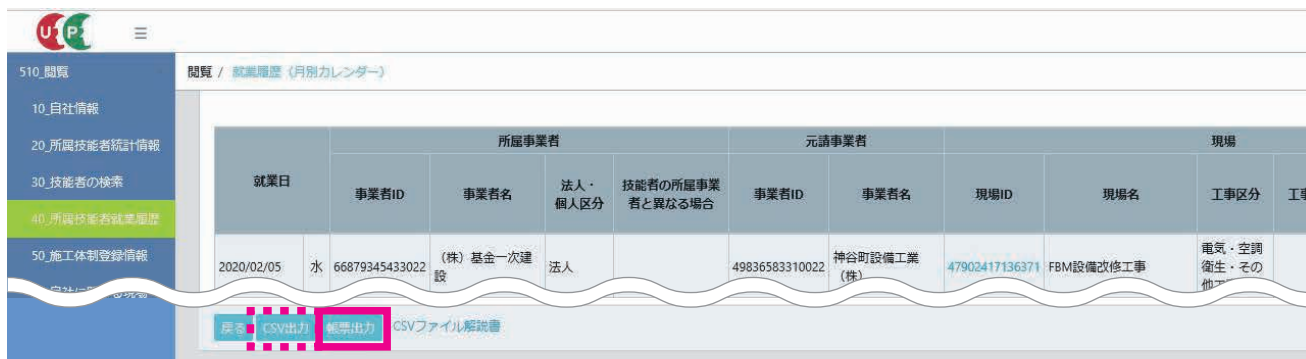 510_閲覧
閲覧 / 就業履歴（月別カレンダー）
10_自社情報
20_所属技能者統計情報
30_技能者の検索
40_所属技能者就業履歴
50_施工体制登録情報
所属事業者 元請事業者 現場
就業日 事業者ID 事業者名 法人・個人区分 技能者の所属事業者と異なる場合 事業者ID 事業者名 現場ID 現場名 工事区分
2020/02/05 水 66879345433022 （株）基金一次建設 法人 49836583310022 神谷町設備工業（株） 47902417136371 FBM設備改修工事 電気・空調衛生・その
戻る CSV出力 帳票出力 CSVファイル解説書